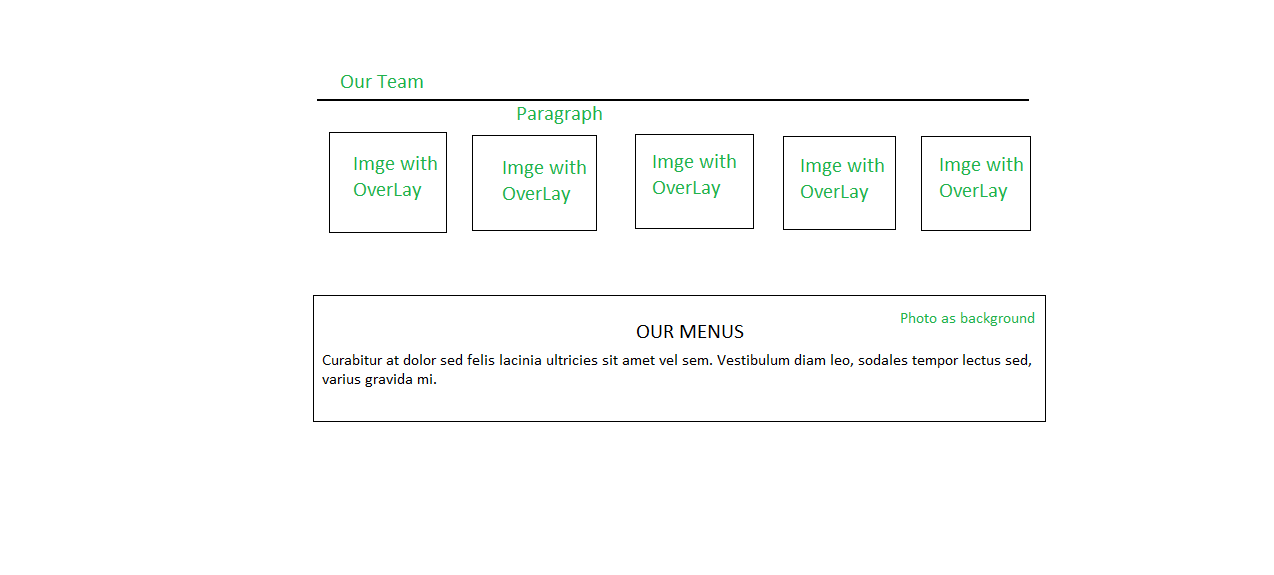 Our Team
Paragraph
Imge with
OverLay
Imge with
OverLay
Imge with
OverLay
Imge with
OverLay
Imge with
OverLay
Photo as background
OUR MENUS
Curabitur at dolor sed felis lacinia ultricies sit amet vel sem. Vestibulum diam leo, sodales tempor lectus sed,
varius gravida mi.